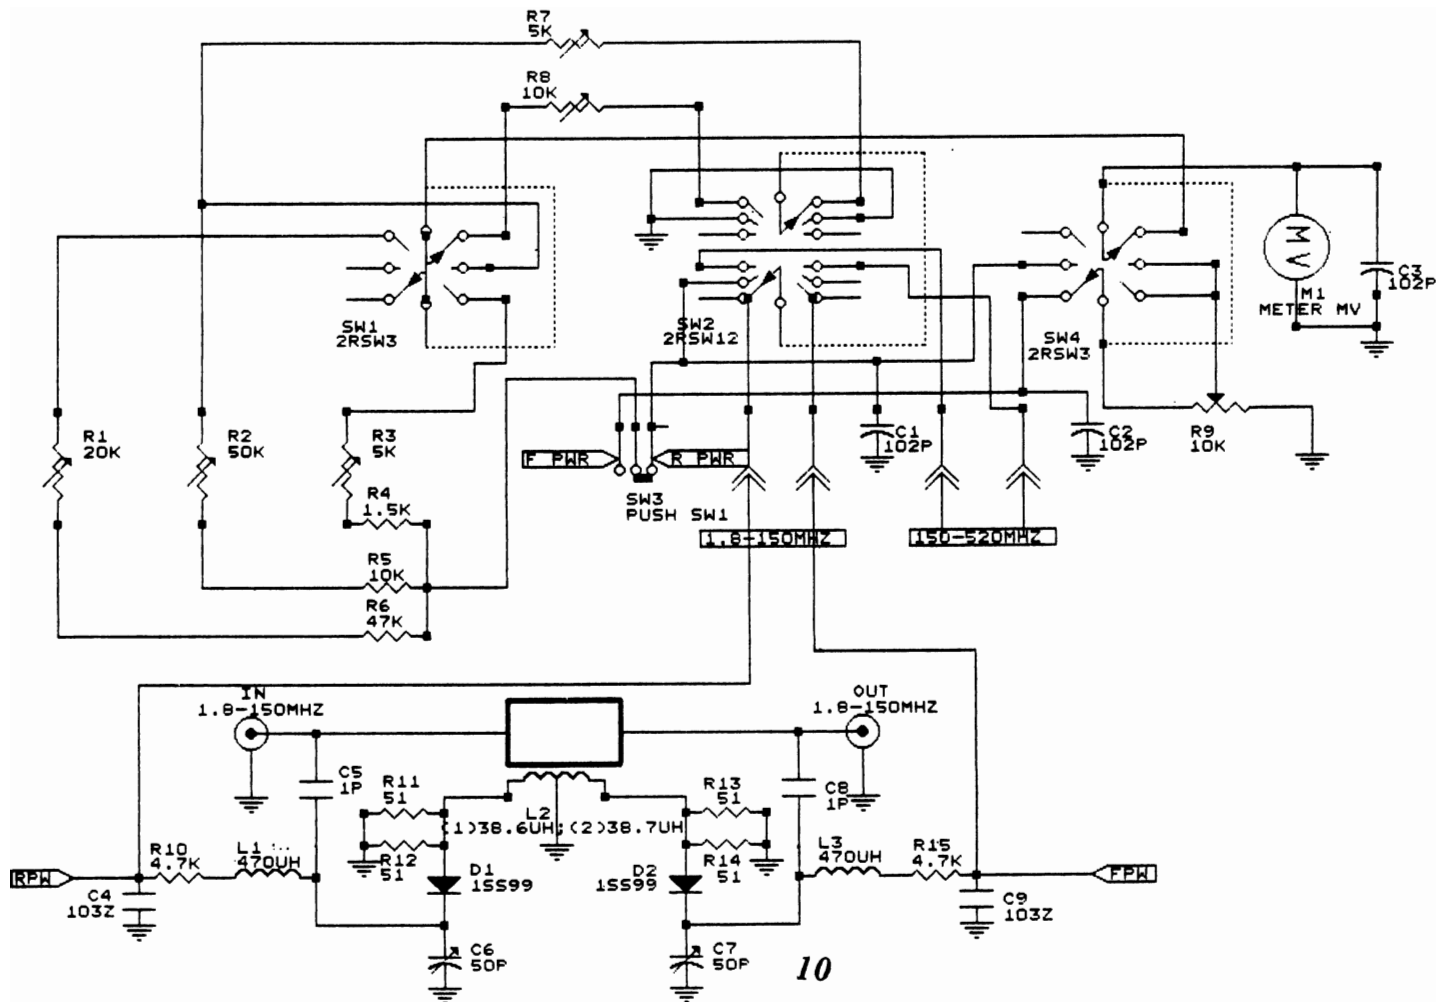 R7
5K
R8
10K
SW1
2RSW3
SW2
2RSW12
SW4
2RSW3
MV
M1
METER MV
C3
102P
R1
20K
R2
50K
R3
5K
R4
1.5K
R5
10K
R6
47K
F PWR
R PWR
SW3
PUSH SW1
C1
102P
C2
102P
R9
10K
1.8-150MHZ
150-520MHZ
IN
1.8-150MHZ
OUT
1.8-150MHZ
C5
1P
R11
51
R12
51
L2
(1)38.6UH;(2)38.7UH
R13
51
R14
51
C8
1P
RPW
R10
4.7K
L1
470UH
D1
1SS99
D2
1SS99
L3
470UH
R15
4.7K
FPW
C4
103Z
C9
103Z
C6
50P
C7
50P
10